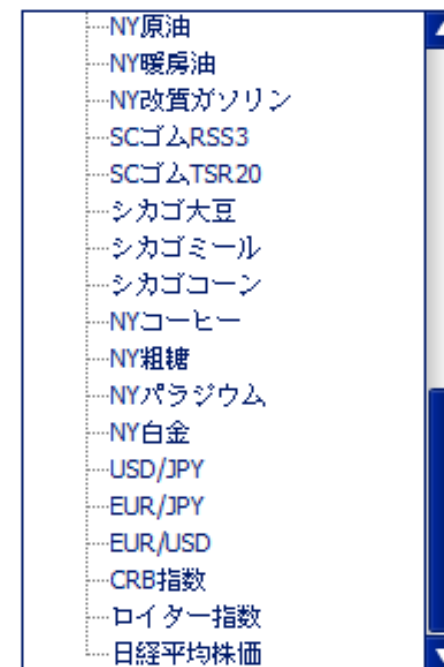 NY原油
NY暖房油
NY改質ガソリン
SCゴムRSS3
SCゴムTSR20
シカゴ大豆
シカゴミール
シカゴコーン
NYコーヒー
NY粗糖
NYパラジウム
NY白金
USD/JPY
EUR/JPY
EUR/USD
CRB指数
ロイター指数
日経平均株価